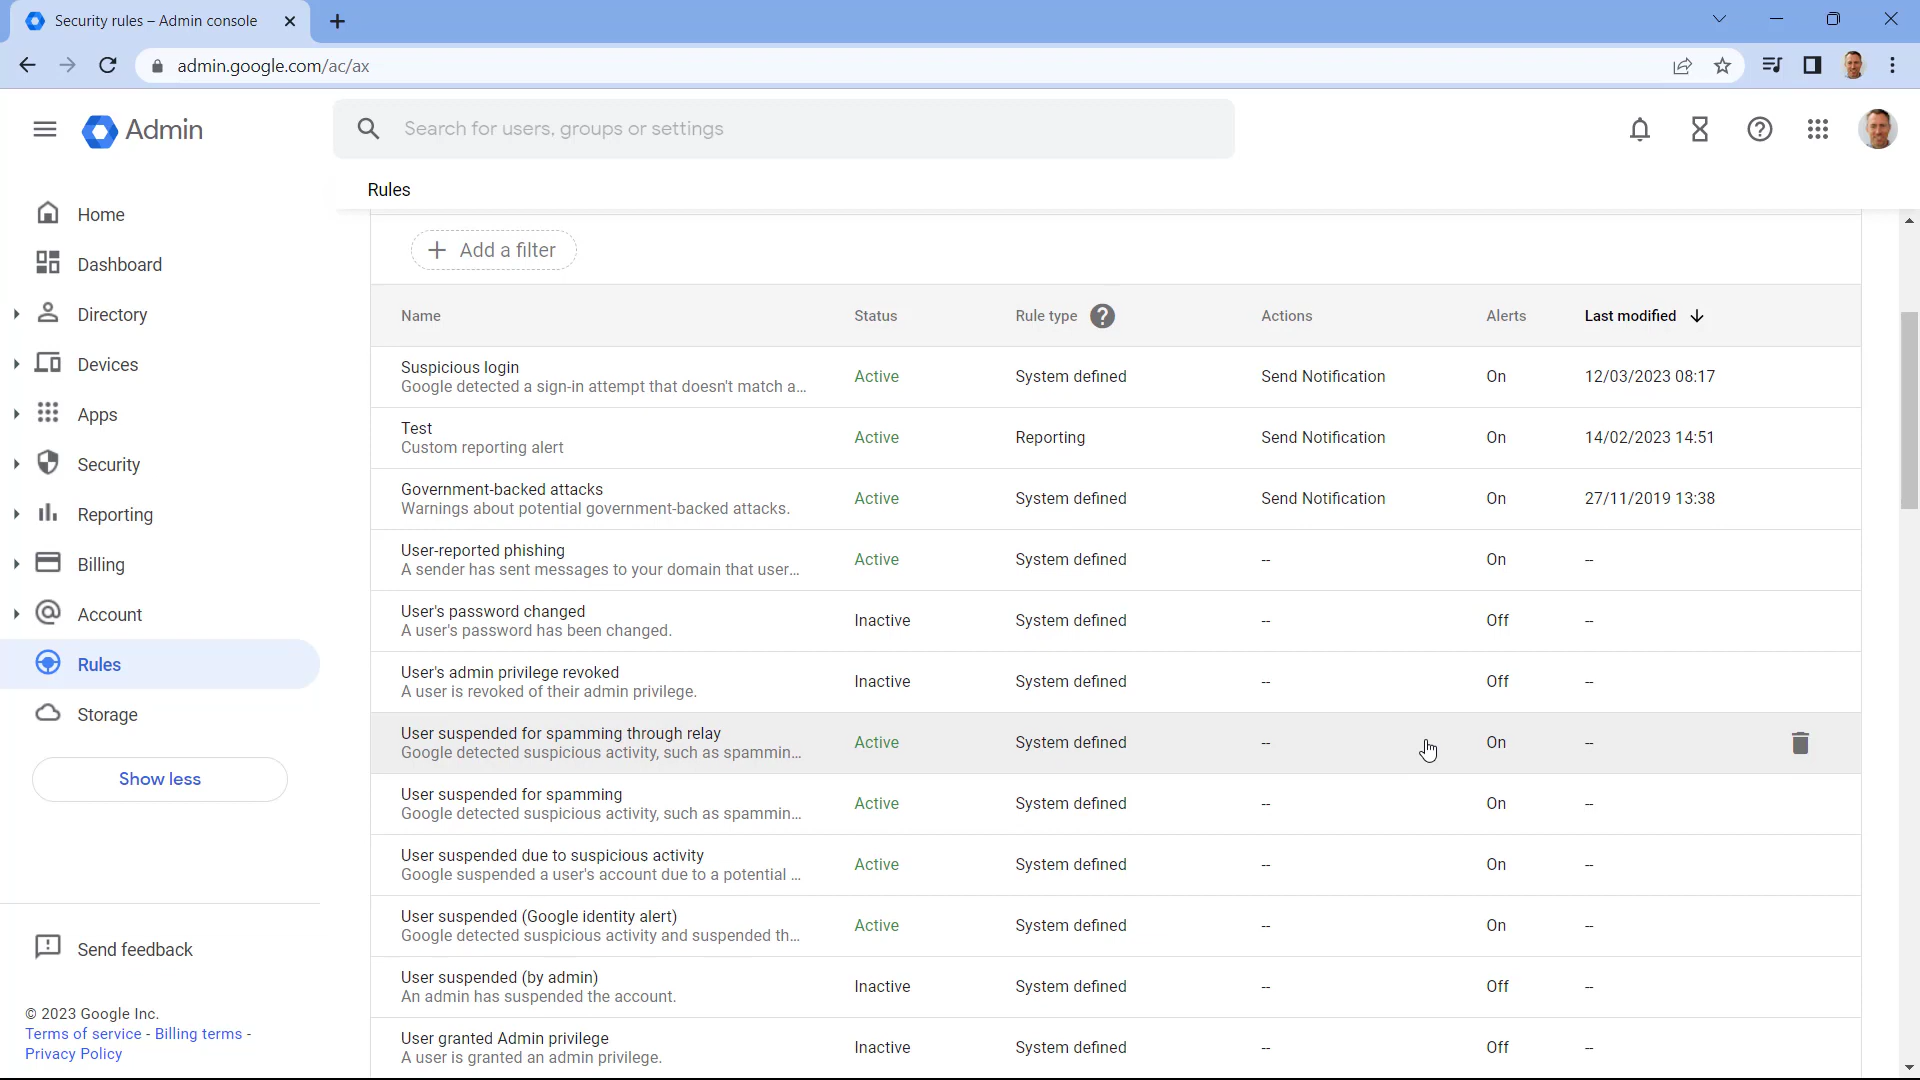 Security rules – Admin console
admin.google.com/ac/ax
Admin
Search for users, groups or settings
Rules
Home
Dashboard
Directory
Devices
Apps
Security
Reporting
Billing
Account
Rules
Storage
Show less
Send feedback
© 2023 Google Inc.
Terms of service - Billing terms -
Privacy Policy
Add a filter
Name Status Rule type Actions Alerts Last modified
Suspicious login
Google detected a sign-in attempt that doesn't match a...
Active System defined Send Notification On 12/03/2023 08:17
Test
Custom reporting alert
Active Reporting Send Notification On 14/02/2023 14:51
Government-backed attacks
Warnings about potential government-backed attacks.
Active System defined Send Notification On 27/11/2019 13:38
User-reported phishing
A sender has sent messages to your domain that user...
Active System defined -- On --
User's password changed
A user's password has been changed.
Inactive System defined -- Off --
User's admin privilege revoked
A user is revoked of their admin privilege.
Inactive System defined -- Off --
User suspended for spamming through relay
Google detected suspicious activity, such as spammin...
Active System defined -- On --
User suspended for spamming
Google detected suspicious activity, such as spammin...
Active System defined -- On --
User suspended due to suspicious activity
Google suspended a user's account due to a potential ...
Active System defined -- On --
User suspended (Google identity alert)
Google detected suspicious activity and suspended th...
Active System defined -- On --
User suspended (by admin)
An admin has suspended the account.
Inactive System defined -- Off --
User granted Admin privilege
A user is granted an admin privilege.
Inactive System defined -- Off --